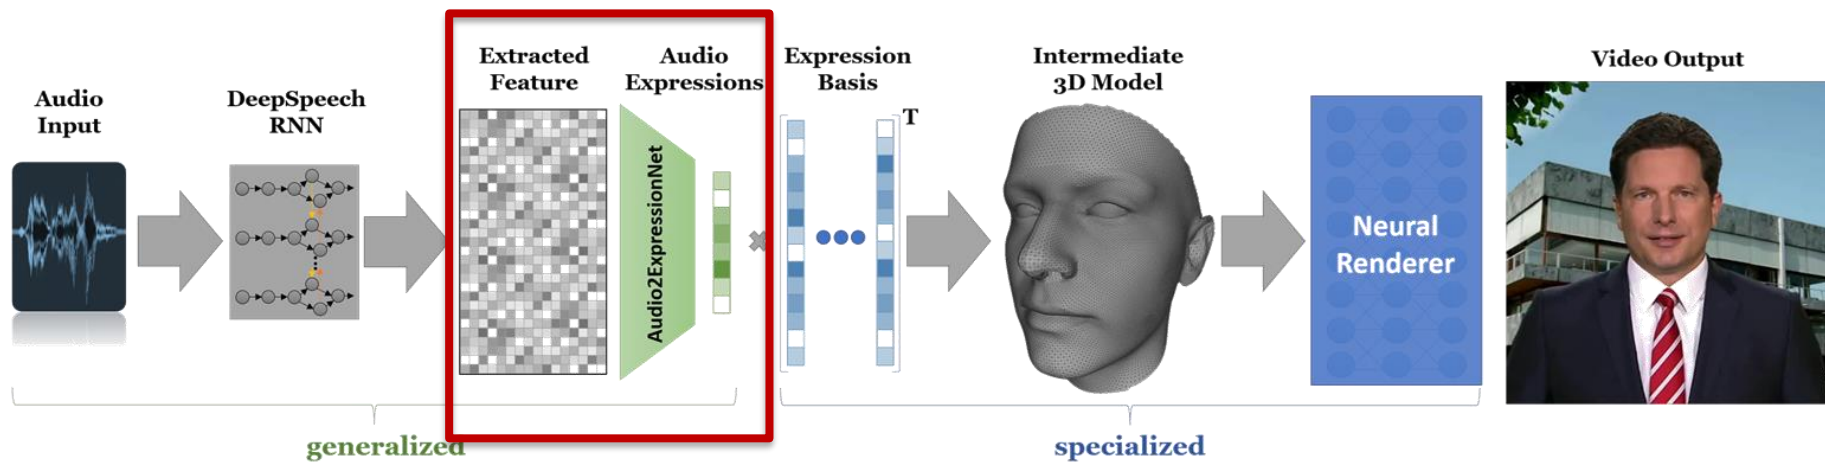 Audio
Input
DeepSpeech
RNN
Extracted
Feature
Audio
Expressions
Audio2ExpressionNet
Expression
Basis
T
Intermediate
3D Model
Neural
Renderer
Video Output
generalized
specialized